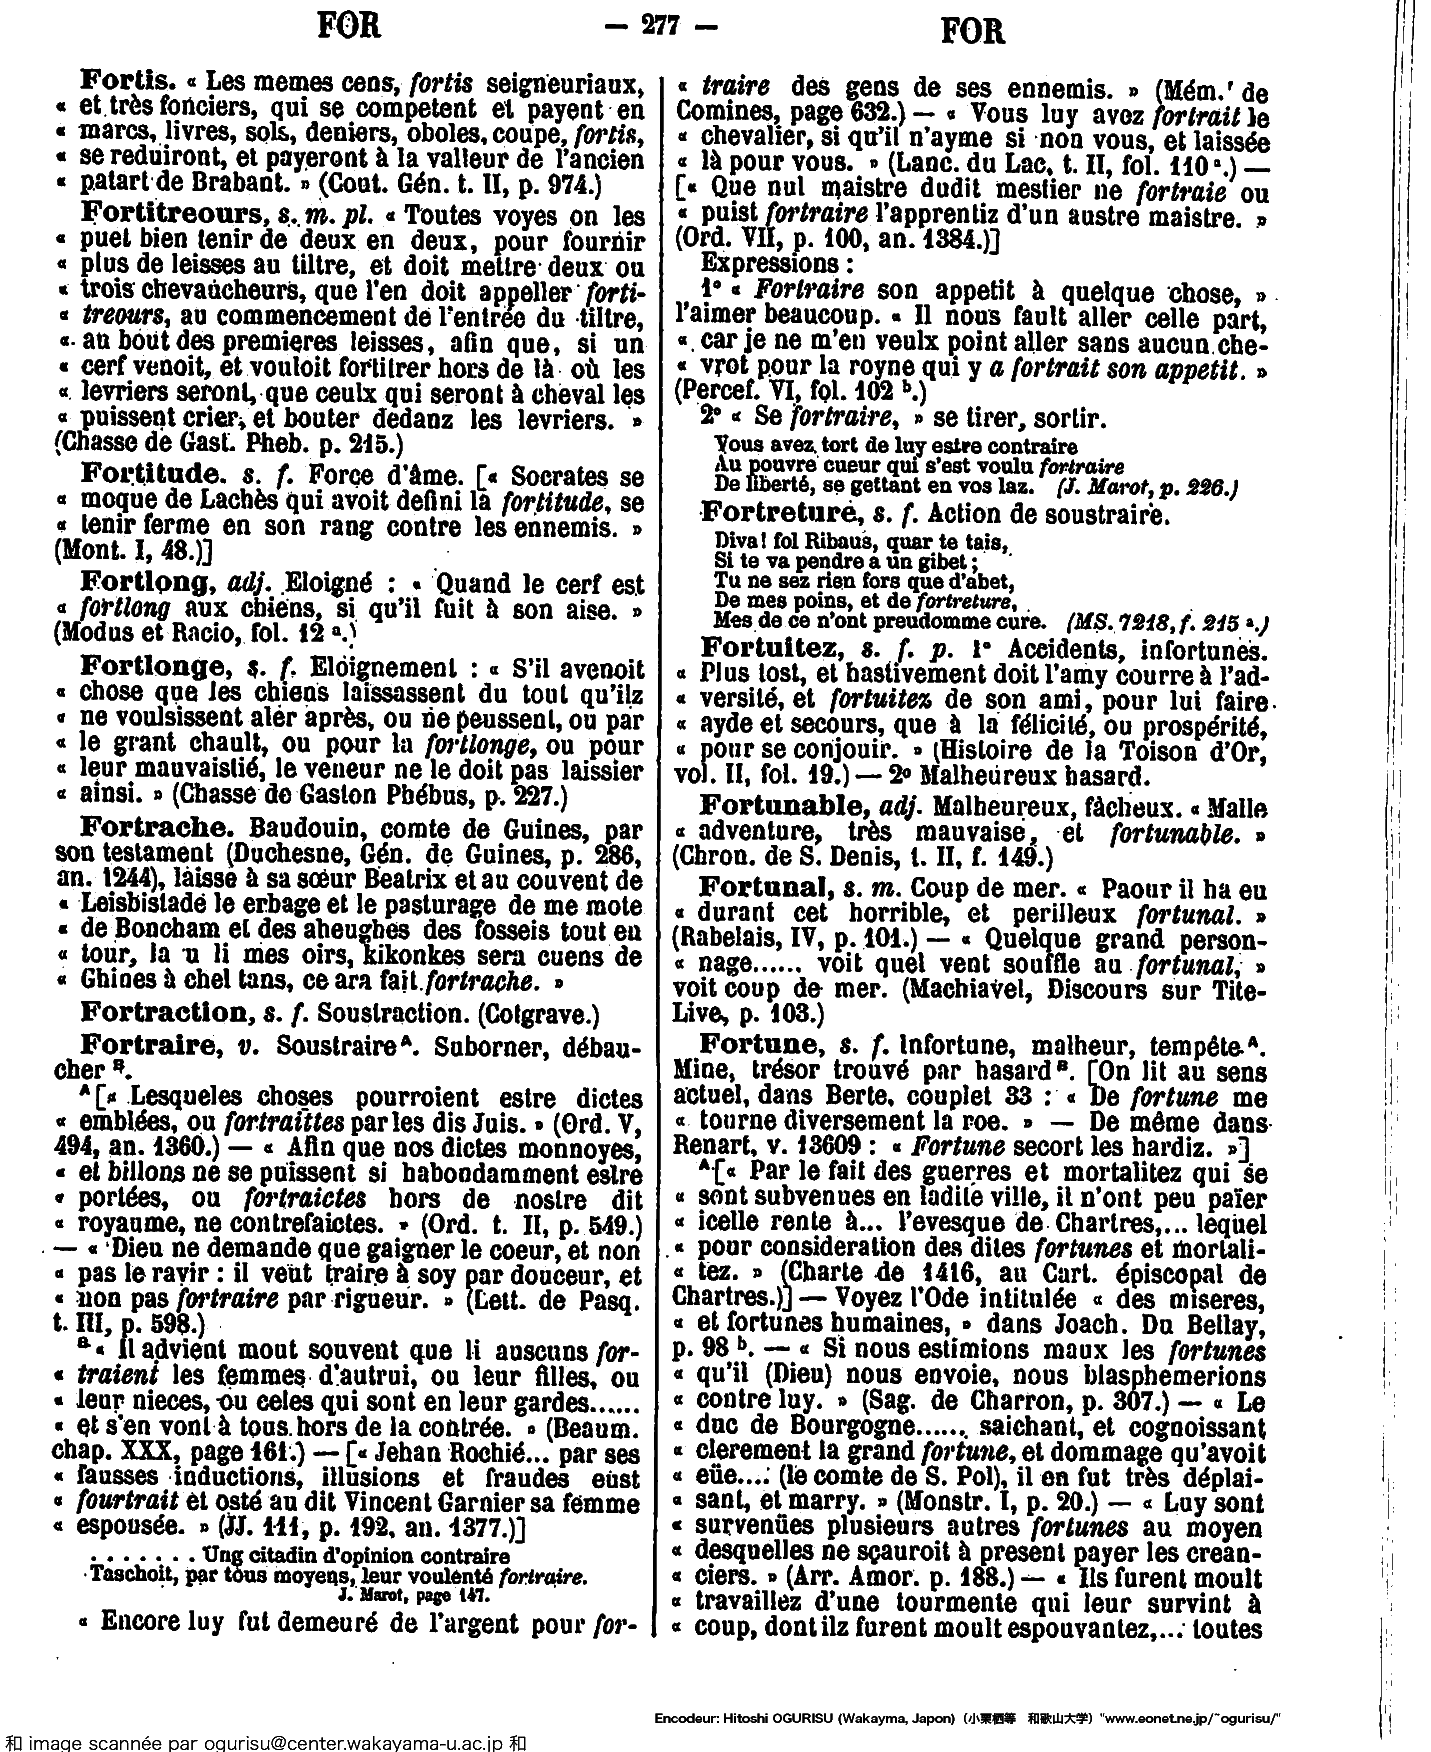 FOR — 277 — FOR
Fortis. « Les memes cens, fortis seigneuriaux,
« et très fonciers, qui se competent et payent en
« marcs, livres, sols, deniers, oboles, coupe, fortis,
« se reduiront, et payeront à la valleur de l'ancien
« patart de Brabant. » (Cout. Gén. t. II, p. 974.)
Fortitreours, s. m. pl. « Toutes voyes on les
« puet bien tenir de deux en deux, pour fournir
« plus de leisses au tiltre, et doit mettre deux ou
« trois chevaucheurs, que l'en doit appeller forti-
« treours, au commencement de l'entrée du tiltre,
« au bout des premieres leisses, afin que, si un
« cerf venoit, et vouloit fortitrer hors de là où les
« levriers seront, que ceulx qui seront à cheval les
« puissent crier, et bouter dedanz les levriers. »
(Chasse de Gast. Pheb. p. 215.)
Fortitude. s. f. Force d'âme. [« Socrates se
« moque de Lachès qui avoit defini la fortitude, se
« tenir ferme en son rang contre les ennemis. »
(Mont. I, 48.)]
Fortlong, adj. Eloigné : « Quand le cerf est
« fortlong aux chiens, si qu'il fuit à son aise. »
(Modus et Racio, fol. 12 a.)
Fortlonge, s. f. Eloignement : « S'il avenoit
« chose que les chiens laissassent du tout qu'ilz
« ne voulsissent aler après, ou ne peussent, ou par
« le grant chault, ou pour la fortlonge, ou pour
« leur mauvaistié, le veneur ne le doit pas laissier
« ainsi. » (Chasse de Gaston Phébus, p. 227.)
Fortrache. Baudouin, comte de Guines, par
son testament (Duchesne, Gén. de Guines, p. 286,
an. 1244), laisse à sa sœur Beatrix et au couvent de
« Leisbistade le erbage et le pasturage de me mote
« de Boncham et des aheughes des fosseis tout en
« tour, la u li mes oirs, kikonkes sera cuens de
« Ghines à chel tans, ce ara fait fortrache. »
Fortraction, s. f. Soustraction. (Cotgrave.)
Fortraire, v. Soustraire A. Suborner, débau-
cher B.
A [« Lesqueles choses pourroient estre dictes
« emblées, ou fortraittes par les dis Juis. » (Ord. V,
494, an. 1360.) — « Afin que nos dictes monnoyes,
« et billons ne se puissent si habondamment estre
« portées, ou fortraictes hors de nostre dit
« royaume, ne contrefaictes. » (Ord. t. II, p. 549.)
— « Dieu ne demande que gaigner le coeur, et non
« pas le ravir : il veut traire à soy par douceur, et
« non pas fortraire par rigueur. » (Lett. de Pasq.
t. III, p. 598.)
B « Il advient mout souvent que li auscuns for-
« traient les femmes d'autrui, ou leur filles, ou
« leur nieces, ou celes qui sont en leur gardes......
« et s'en vont à tous hors de la contrée. » (Beaum.
chap. XXX, page 161.) — [« Jehan Rochié... par ses
« fausses inductions, illusions et fraudes eust
« fourtrait et osté au dit Vincent Garnier sa femme
« espousée. » (JJ. 111, p. 192, an. 1377.)]
. . . . . . . Ung citadin d'opinion contraire
Taschoit, par tous moyens, leur voulenté fortraire.
J. Marot, page 147.
« Encore luy fut demeuré de l'argent pour for-
« traire des gens de ses ennemis. » (Mém. de
Comines, page 632.) — « Vous luy avez fortrait le
« chevalier, si qu'il n'ayme si non vous, et laissée
« là pour vous. » (Lanc. du Lac, t. II, fol. 110 a.) —
[« Que nul maistre dudit mestier ne fortraie ou
« puist fortraire l'apprentiz d'un austre maistre. »
(Ord. VII, p. 100, an. 1384.)]
Expressions :
1° « Fortraire son appetit à quelque chose, »
l'aimer beaucoup. « Il nous fault aller celle part,
« car je ne m'en veulx point aller sans aucun che-
« vrot pour la royne qui y a fortrait son appetit. »
(Percef. VI, fol. 102 b.)
2° « Se fortraire, » se tirer, sortir.
Vous avez tort de luy estre contraire
Au pouvre cueur qui s'est voulu fortraire
De liberté, se gettant en vos laz. (J. Marot, p. 226.)
Fortreture, s. f. Action de soustraire.
Diva! fol Ribaus, quar te tais,
Si te va pendre a un gibet ;
Tu ne sez rien fors que d'abet,
De mes poins, et de fortreture,
Mes de ce n'ont preudomme cure. (MS. 7218, f. 215 a.)
Fortuitez, s. f. p. 1° Accidents, infortunes.
« Plus tost, et hastivement doit l'amy courre à l'ad-
« versité, et fortuitez de son ami, pour lui faire
« ayde et secours, que à la félicité, ou prospérité,
« pour se conjouir. » (Histoire de la Toison d'Or,
vol. II, fol. 19.) — 2° Malheureux hasard.
Fortunable, adj. Malheureux, fâcheux. « Malle
« adventure, très mauvaise, et fortunable. »
(Chron. de S. Denis, t. II, f. 149.)
Fortunal, s. m. Coup de mer. « Paour il ha eu
« durant cet horrible, et perilleux fortunal. »
(Rabelais, IV, p. 101.) — « Quelque grand person-
« nage...... voit quel vent souffle au fortunal, »
voit coup de mer. (Machiavel, Discours sur Tite-
Live, p. 103.)
Fortune, s. f. Infortune, malheur, tempête A.
Mine, trésor trouvé par hasard B. [On lit au sens
actuel, dans Berte, couplet 33 : « De fortune me
« tourne diversement la roe. » — De même dans
Renart, v. 13609 : « Fortune secort les hardiz. »]
A [« Par le fait des guerres et mortalitez qui se
« sont subvenues en ladite ville, il n'ont peu païer
« icelle rente à... l'evesque de Chartres,... lequel
« pour consideration des dites fortunes et mortali-
« tez. » (Charte de 1416, au Cart. épiscopal de
Chartres.)] — Voyez l'Ode intitulée « des miseres,
« et fortunes humaines, » dans Joach. Du Bellay,
p. 98 b. — « Si nous estimions maux les fortunes
« qu'il (Dieu) nous envoie, nous blasphemerions
« contre luy. » (Sag. de Charron, p. 307.) — « Le
« duc de Bourgogne...... saichant, et cognoissant
« clerement la grand fortune, et dommage qu'avoit
« eüe.... (le comte de S. Pol), il en fut très déplai-
« sant, et marry. » (Monstr. I, p. 20.) — « Luy sont
« survenües plusieurs autres fortunes au moyen
« desquelles ne sçauroit à present payer les crean-
« ciers. » (Arr. Amor. p. 188.) — « Ils furent moult
« travaillez d'une tourmente qui leur survint à
« coup, dont ilz furent moult espouvantez,... toutes
Encodeur: Hitoshi OGURISU (Wakayma, Japon) (小栗栖等 和歌山大学) "www.eonet.ne.jp/~ogurisu/"
和 image scannée par ogurisu@center.wakayama-u.ac.jp 和